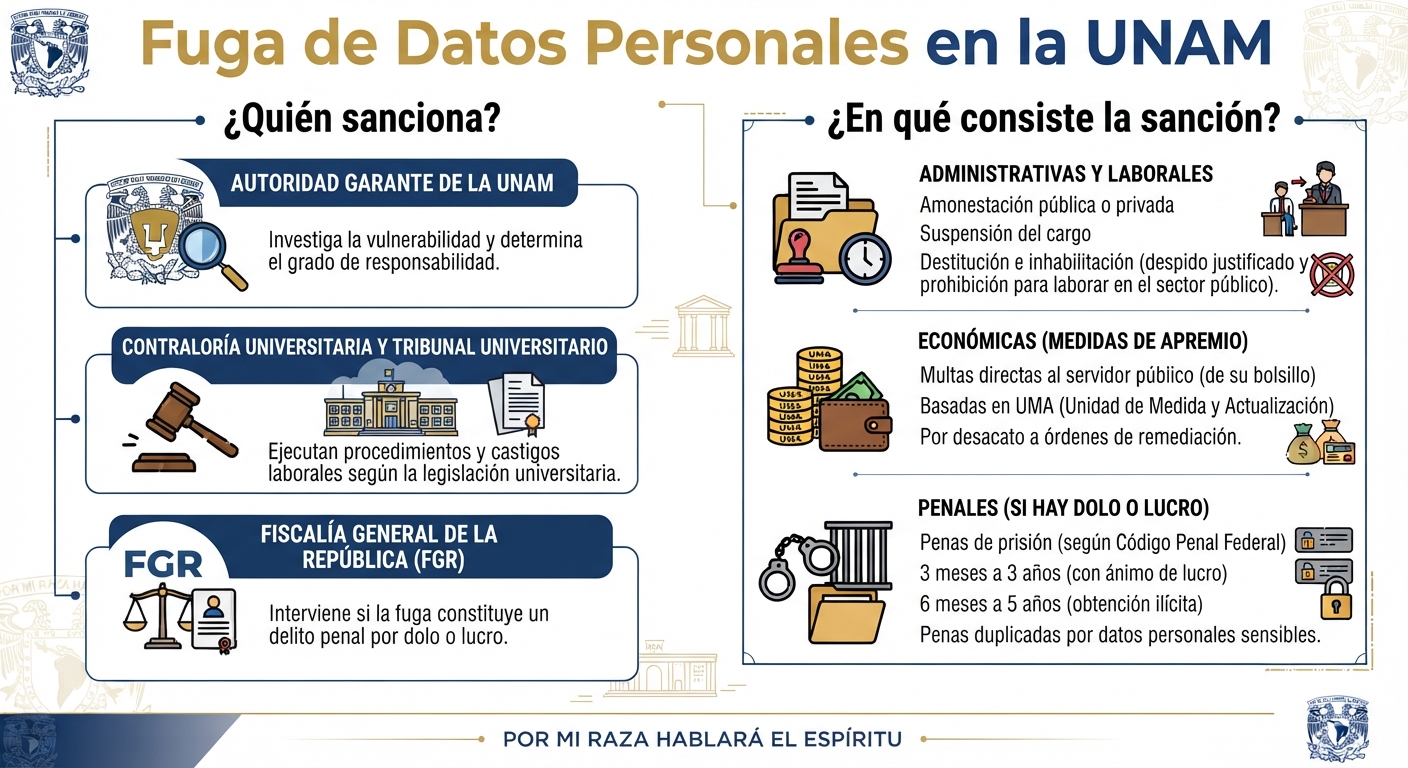 Fuga de Datos Personales en la UNAM
¿Quién sanciona?
AUTORIDAD GARANTE DE LA UNAM
Investiga la vulnerabilidad y determina
el grado de responsabilidad.
CONTRALORÍA UNIVERSITARIA Y TRIBUNAL UNIVERSITARIO
Ejecutan procedimientos y castigos
laborales según la legislación universitaria.
FISCALÍA GENERAL DE LA
REPÚBLICA (FGR)
FGR
Interviene si la fuga constituye un
delito penal por dolo o lucro.
¿En qué consiste la sanción?
ADMINISTRATIVAS Y LABORALES
Amonestación pública o privada
Suspensión del cargo
Destitución e inhabilitación (despido justificado y
prohibición para laborar en el sector público).
ECONÓMICAS (MEDIDAS DE APREMIO)
UMA
Multas directas al servidor púbiico (de su bolsillo)
Basadas en UMA (Unidad de Medida y Actualización)
Por desacato a órdenes de remediación.
PENALES (SI HAY DOLO O LUCRO)
Penas de prisión (según Código Penal Federal)
3 meses a 3 años (con ánimo de lucro)
6 meses a 5 años (obtención ilícita)
Penas duplicadas por datos personales sensibles.
POR MI RAZA HABLARÁ EL ESPÍRITU